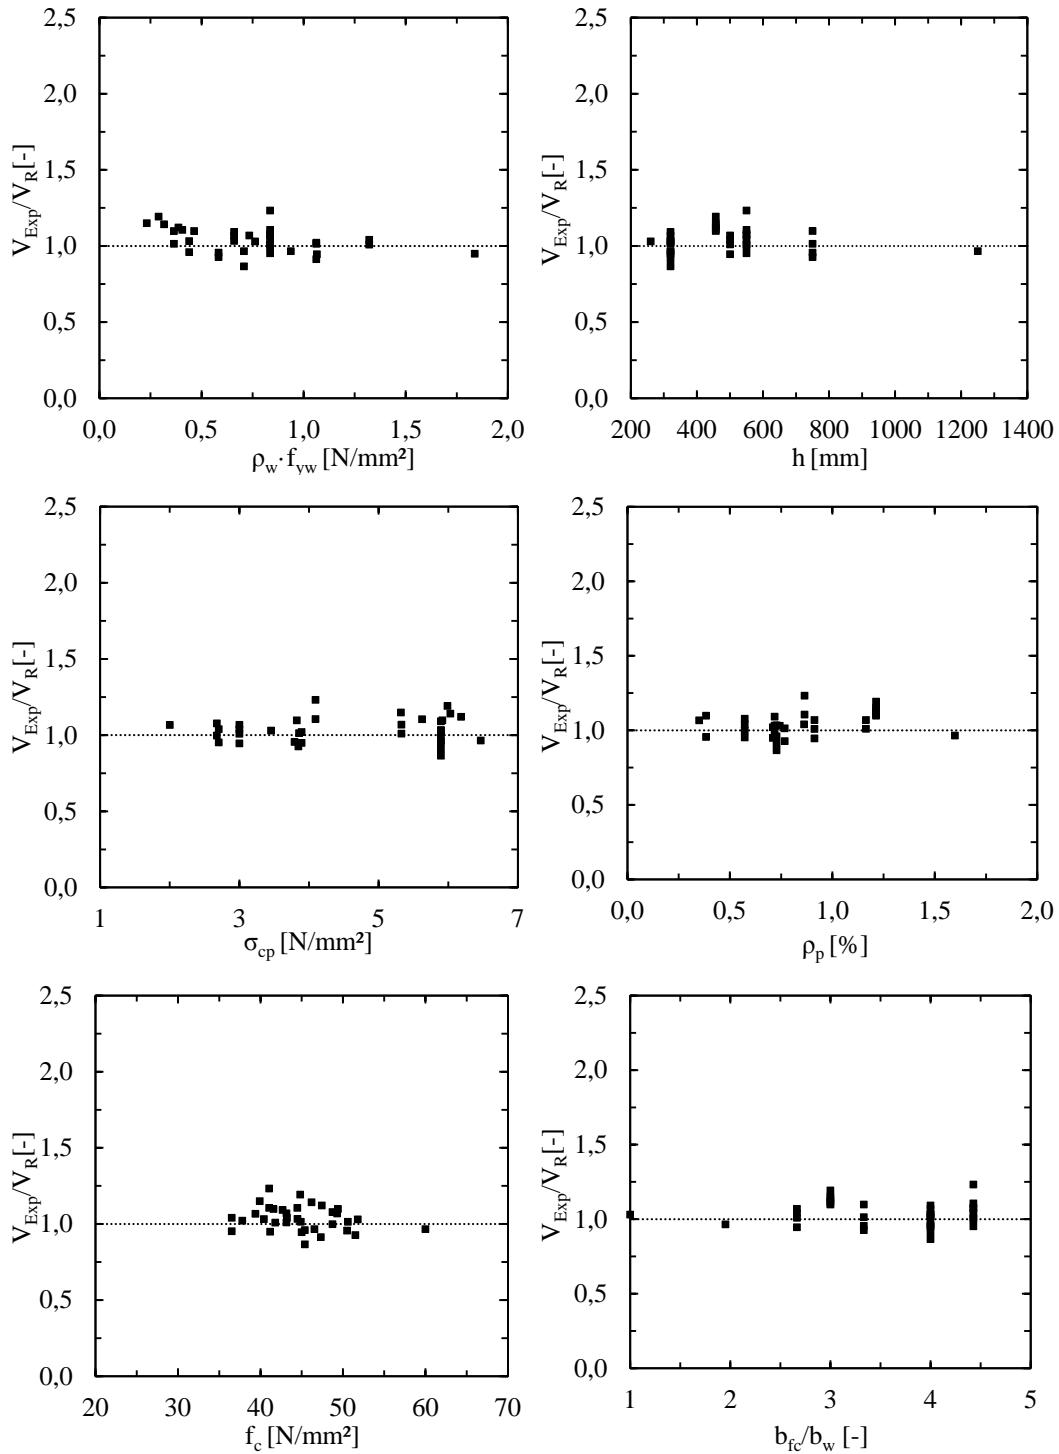 2,5
2,0
1,5
1,0
0,5
0,0
V_Exp/V_R [-]
0,0 0,5 1,0 1,5 2,0
ρ_w·f_yw [N/mm²]
2,5
2,0
1,5
1,0
0,5
0,0
V_Exp/V_R [-]
200 400 600 800 1000 1200 1400
h [mm]
2,5
2,0
1,5
1,0
0,5
0,0
V_Exp/V_R [-]
1 3 5 7
σ_cp [N/mm²]
2,5
2,0
1,5
1,0
0,5
0,0
V_Exp/V_R [-]
0,0 0,5 1,0 1,5 2,0
ρ_p [%]
2,5
2,0
1,5
1,0
0,5
0,0
V_Exp/V_R [-]
20 30 40 50 60 70
f_c [N/mm²]
2,5
2,0
1,5
1,0
0,5
0,0
V_Exp/V_R [-]
1 2 3 4 5
b_fc/b_w [-]